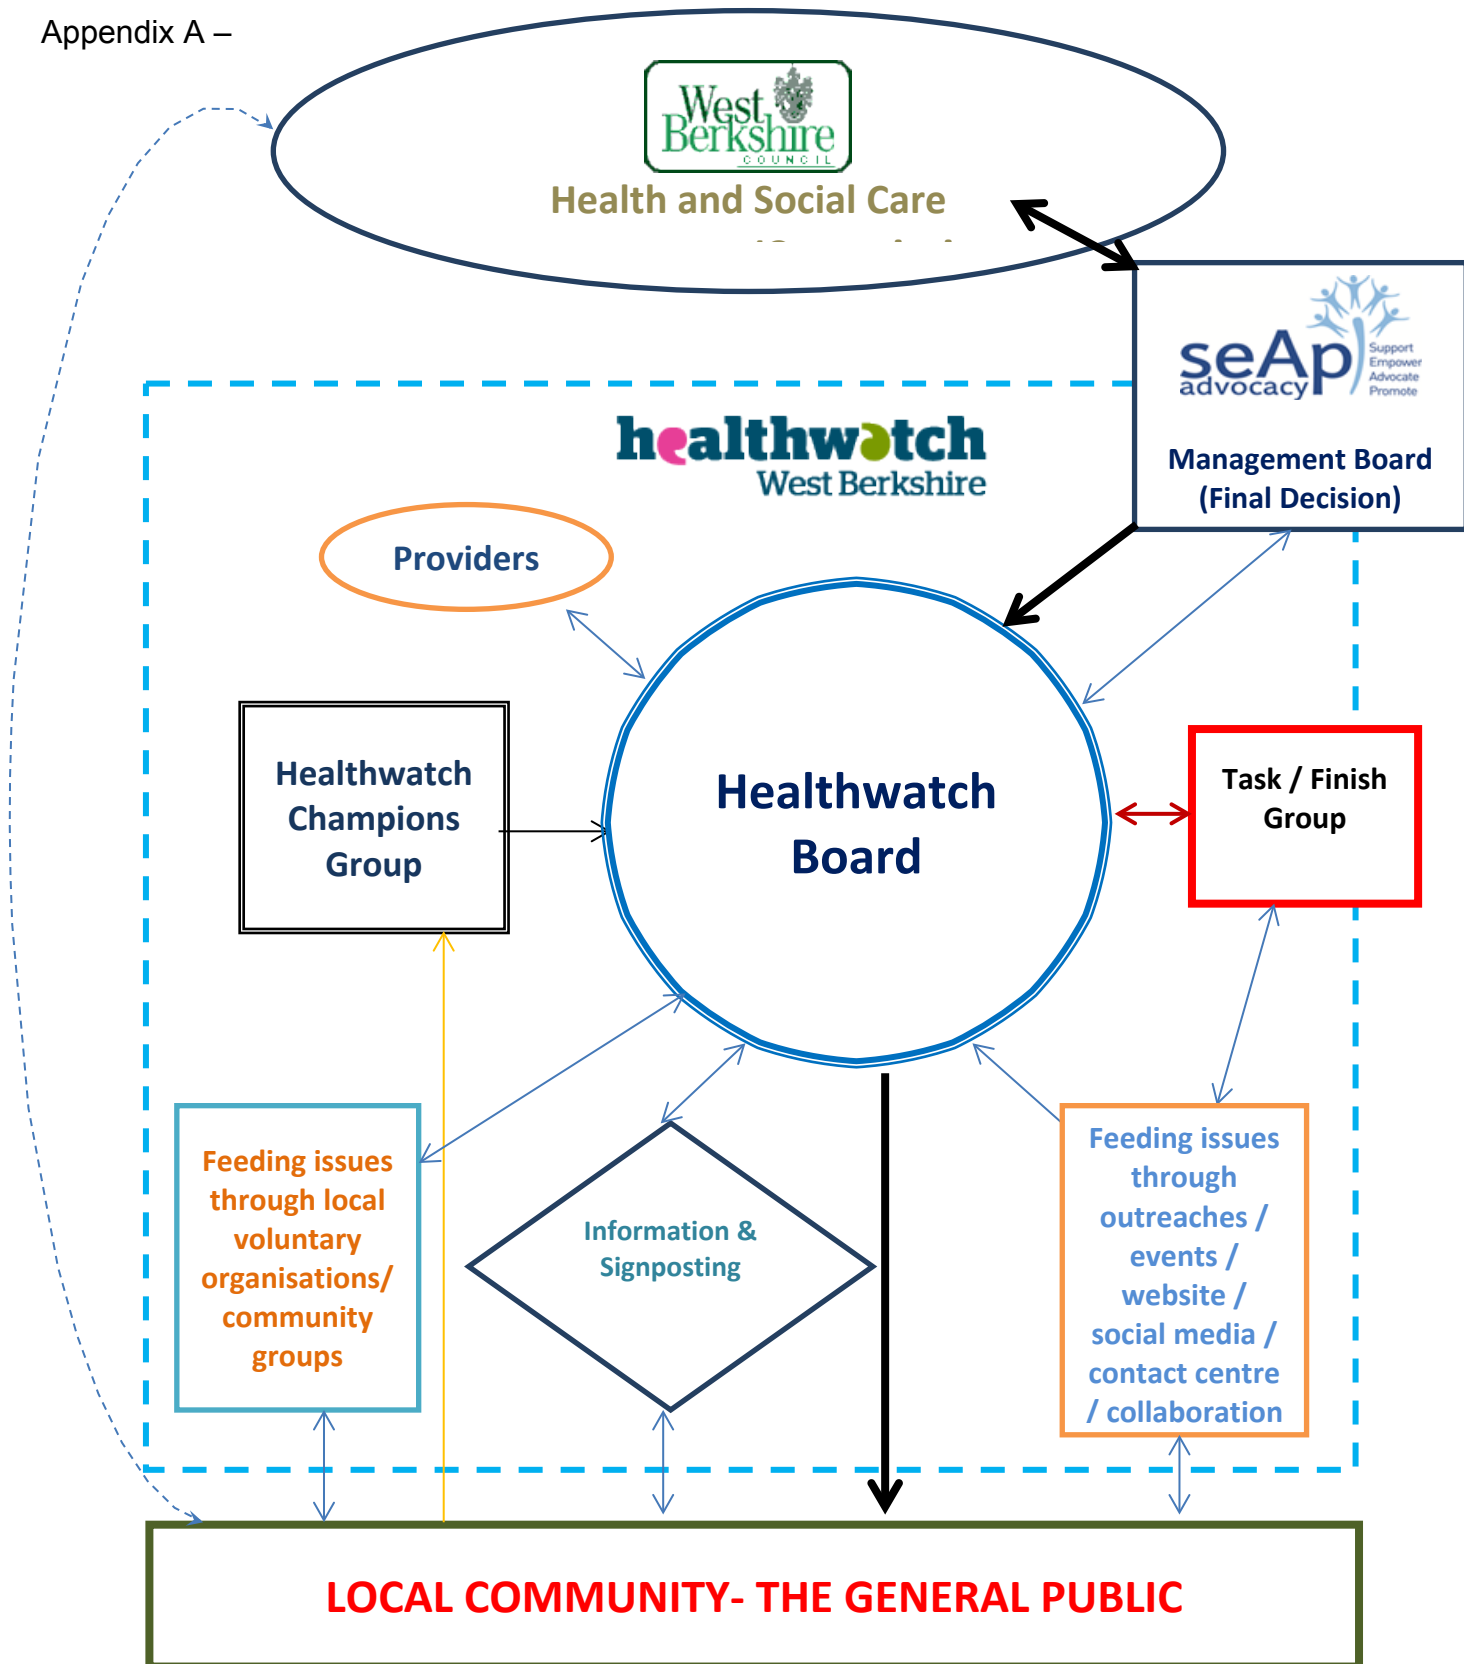 Appendix A –
West
Berkshire
COUNCIL
Health and Social Care
seAp
advocacy
Support
Empower
Advocate
Promote
Management Board
(Final Decision)
healthwatch
West Berkshire
Providers
Healthwatch
Champions
Group
Healthwatch
Board
Task / Finish
Group
Feeding issues
through local
voluntary
organisations/
community
groups
Information &
Signposting
Feeding issues
through
outreaches /
events /
website /
social media /
contact centre
/ collaboration
LOCAL COMMUNITY- THE GENERAL PUBLIC